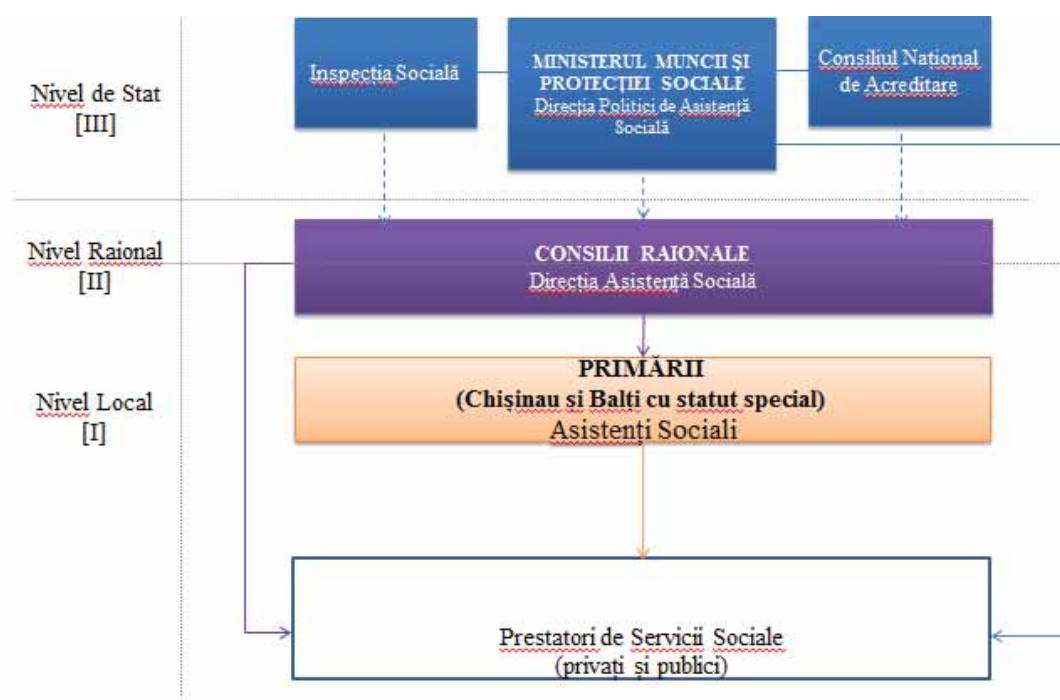 Nivel de Stat
[III]
Inspecția Socială
MINISTERUL MUNCII ȘI
PROTECȚIEI SOCIALE
Direcția Politici de Asistență
Socială
Consiliul Național
de Acreditare
Nivel Raional
[II]
CONSILII RAIONALE
Direcția Asistență Socială
Nivel Local
[I]
PRIMĂRII
(Chișinau si Balți cu statut special)
Asistenți Sociali
Prestatori de Servicii Sociale
(privați și publici)